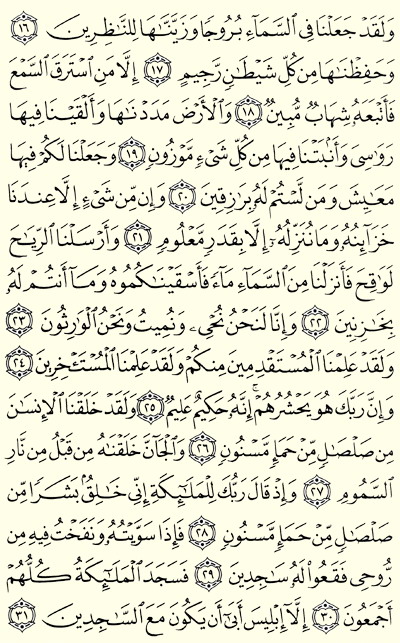 وَلَقَدْ جَعَلْنَا فِي السَّمَآءِ بُرُوجًا وَزَيَّنَّـٰهَا لِلنَّـٰظِرِينَ ١٦
وَحَفِظْنَـٰهَا مِن كُلِّ شَيْطَـٰنٍ رَّجِيمٍ ١٧ إِلَّا مَنِ ٱسْتَرَقَ ٱلسَّمْعَ
فَأَتْبَعَهُۥ شِهَابٌ مُّبِينٌ ١٨ وَٱلْأَرْضَ مَدَدْنَـٰهَا وَأَلْقَيْنَا فِيهَا
رَوَٰسِىَ وَأَنۢبَتْنَا فِيهَا مِن كُلِّ شَىْءٍ مَّوْزُونٍ ١٩ وَجَعَلْنَا لَكُمْ فِيهَا
مَعَـٰيِشَ وَمَن لَّسْتُمْ لَهُۥ بِرَٰزِقِينَ ٢٠ وَإِن مِّن شَىْءٍ إِلَّا عِندَنَا
خَزَآئِنُهُۥ وَمَا نُنَزِّلُهُۥٓ إِلَّا بِقَدَرٍ مَّعْلُومٍ ٢١ وَأَرْسَلْنَا ٱلرِّيَـٰحَ
لَوَٰقِحَ فَأَنزَلْنَا مِنَ ٱلسَّمَآءِ مَآءً فَأَسْقَيْنَـٰكُمُوهُ وَمَآ أَنتُمْ لَهُۥ
بِخَـٰزِنِينَ ٢٢ وَإِنَّا لَنَحْنُ نُحْىِۦ وَنُمِيتُ وَنَحْنُ ٱلْوَٰرِثُونَ ٢٣
وَلَقَدْ عَلِمْنَا ٱلْمُسْتَقْدِمِينَ مِنكُمْ وَلَقَدْ عَلِمْنَا ٱلْمُسْتَـْٔخِرِينَ ٢٤
وَإِنَّ رَبَّكَ هُوَ يَحْشُرُهُمْ ۚ إِنَّهُۥ حَكِيمٌ عَلِيمٌ ٢٥ وَلَقَدْ خَلَقْنَا ٱلْإِنسَـٰنَ
مِن صَلْصَـٰلٍ مِّنْ حَمَإٍ مَّسْنُونٍ ٢٦ وَٱلْجَآنَّ خَلَقْنَـٰهُ مِن قَبْلُ مِن نَّارِ
ٱلسَّمُومِ ٢٧ وَإِذْ قَالَ رَبُّكَ لِلْمَلَـٰٓئِكَةِ إِنِّى خَـٰلِقٌۢ بَشَرًا مِّن
صَلْصَـٰلٍ مِّنْ حَمَإٍ مَّسْنُونٍ ٢٨ فَإِذَا سَوَّيْتُهُۥ وَنَفَخْتُ فِيهِ مِن
رُّوحِى فَقَعُوا۟ لَهُۥ سَـٰجِدِينَ ٢٩ فَسَجَدَ ٱلْمَلَـٰٓئِكَةُ كُلُّهُمْ
أَجْمَعُونَ ٣٠ إِلَّآ إِبْلِيسَ أَبَىٰٓ أَن يَكُونَ مَعَ ٱلسَّـٰجِدِينَ ٣١